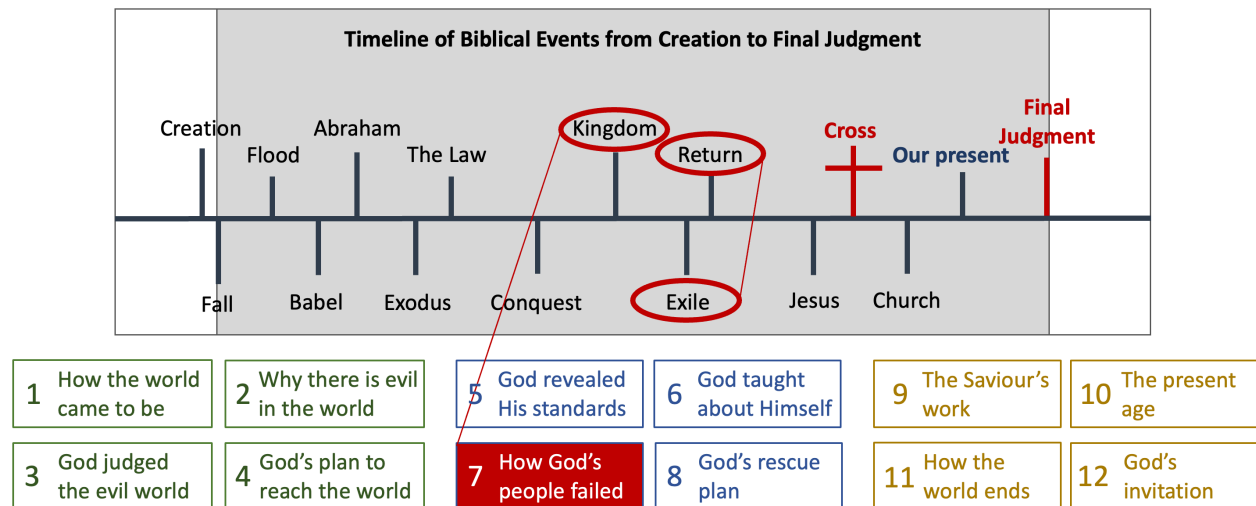 Timeline of Biblical Events from Creation to Final Judgment
Creation
Flood
Abraham
The Law
Kingdom
Return
Cross
Our present
Final
Judgment
Fall
Babel
Exodus
Conquest
Exile
Jesus
Church
1 How the world
came to be
2 Why there is evil
in the world
5 God revealed
His standards
6 God taught
about Himself
9 The Saviour’s
work
10 The present
age
3 God judged
the evil world
4 God’s plan to
reach the world
7 How God’s
people failed
8 God’s rescue
plan
11 How the
world ends
12 God’s
invitation